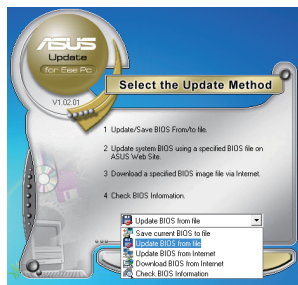 ASUS
Update
for Eee Pc
V1.02.01
Select the Update Method
1 Update/Save BIOS From/to file.
2 Update system BIOS using a specified BIOS file on
ASUS Web Site.
3 Download a specified BIOS image file via Internet.
4 Check BIOS Information.
Update BIOS from file
Save current BIOS to file
Update BIOS from file
Update BIOS from Internet
Download BIOS from Internet
Check BIOS Information